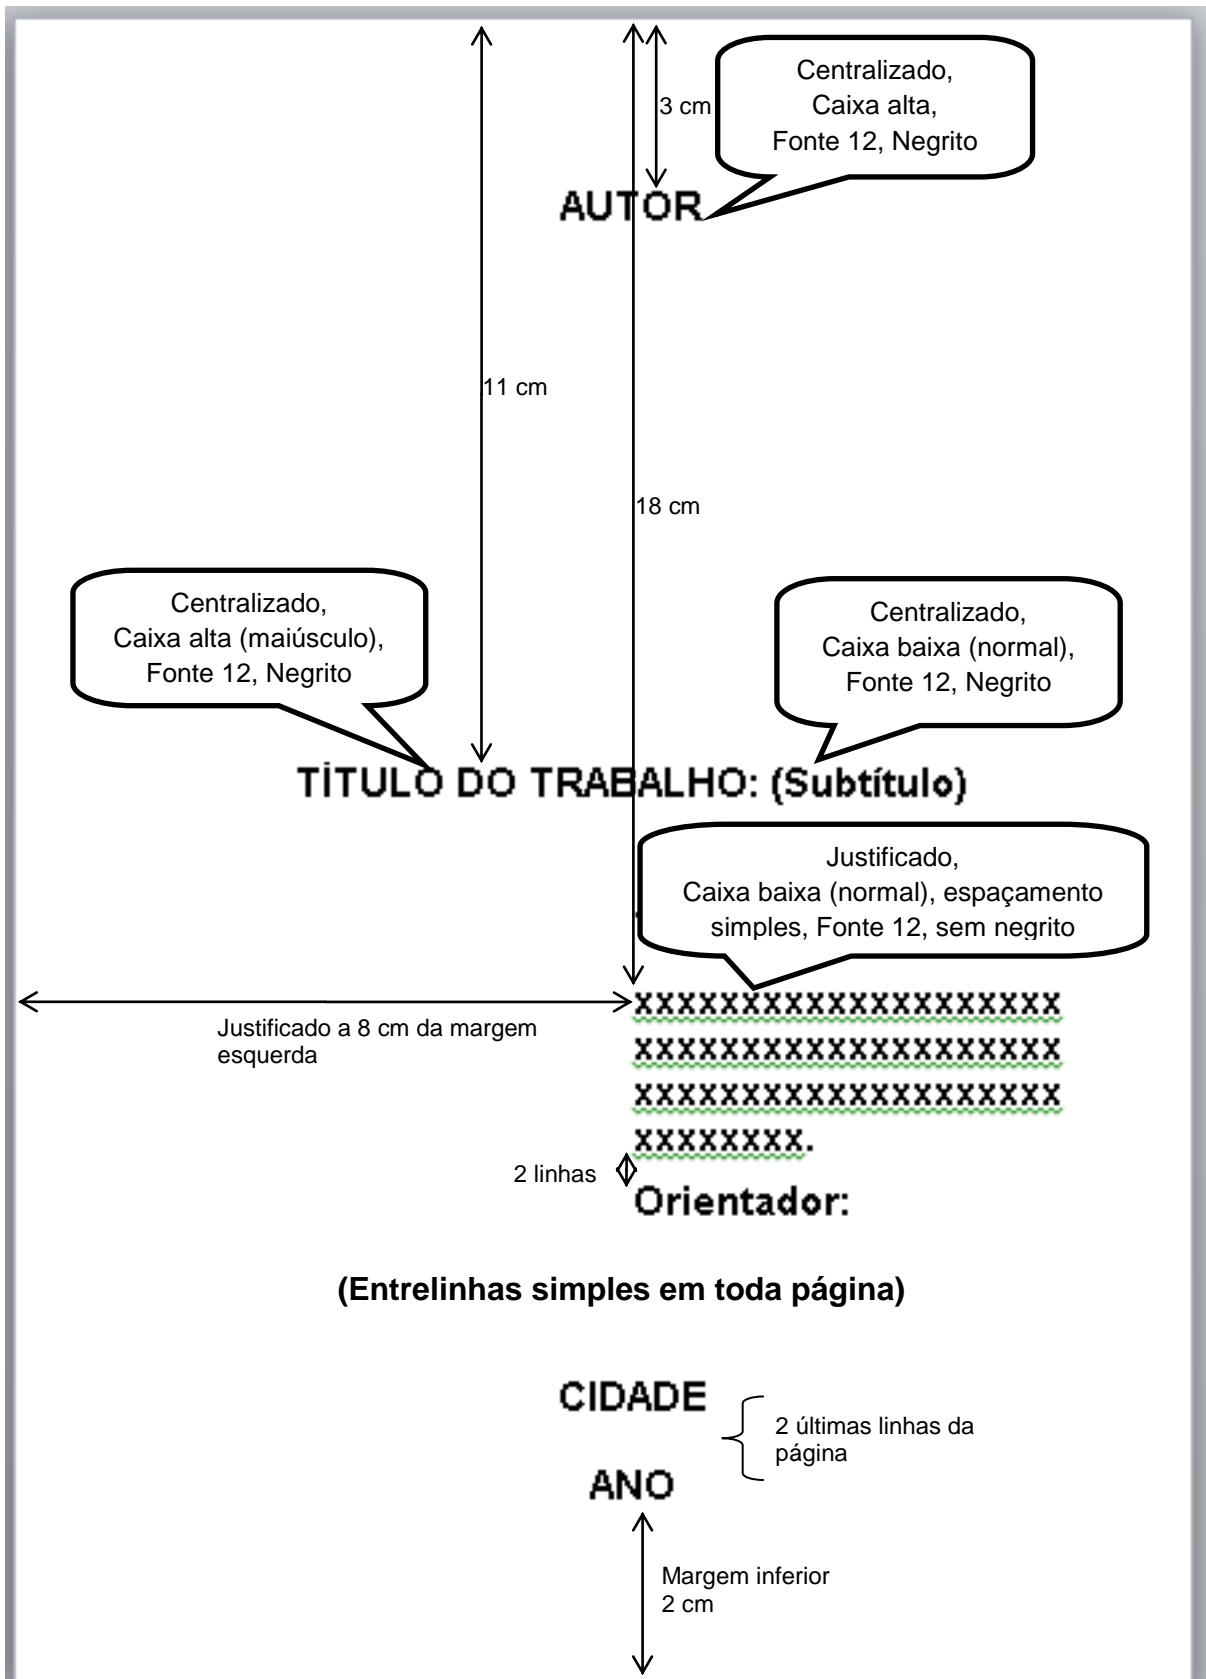 Centralizado,
Caixa alta,
Fonte 12, Negrito
3 cm
AUTOR
11 cm
18 cm
Centralizado,
Caixa alta (maiúsculo),
Fonte 12, Negrito
Centralizado,
Caixa baixa (normal),
Fonte 12, Negrito
TÍTULO DO TRABALHO: (Subtítulo)
Justificado,
Caixa baixa (normal), espaçamento
simples, Fonte 12, sem negrito
Justificado a 8 cm da margem
esquerda
xxxxxxxxxxxxxxxxxxxx
xxxxxxxxxxxxxxxxxxxx
xxxxxxxxxxxxxxxxxxxx
xxxxxxxx.
2 linhas
Orientador:
(Entrelinhas simples em toda página)
CIDADE
2 últimas linhas da
página
ANO
Margem inferior
2 cm